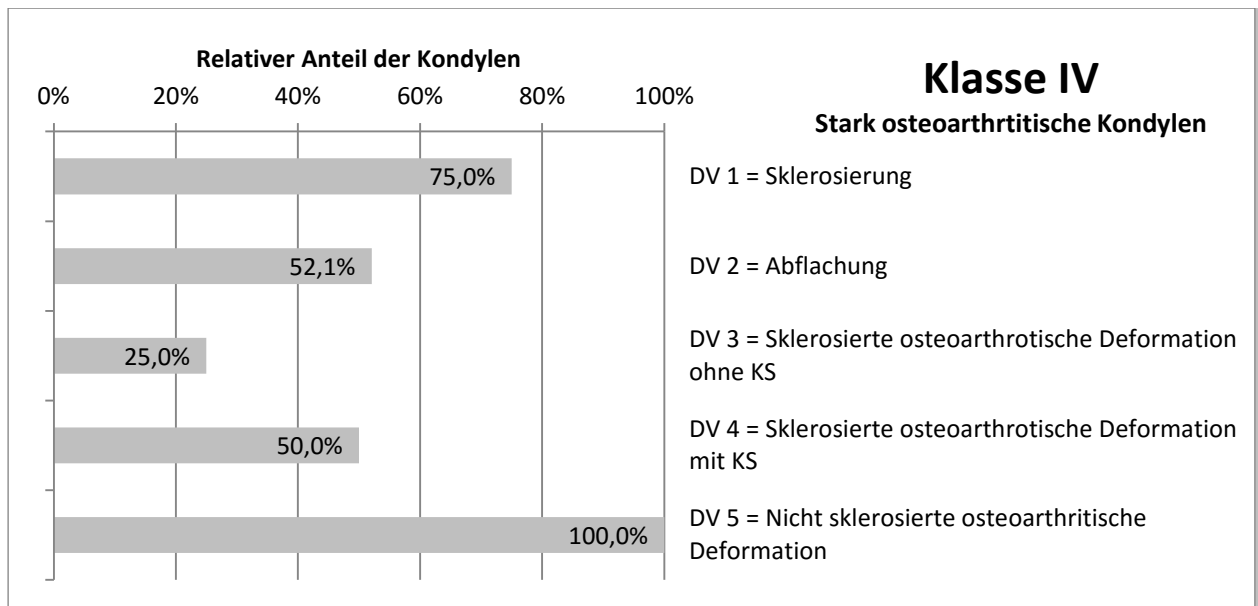 Relativer Anteil der Kondylen
0% 20% 40% 60% 80% 100%
Klasse IV
Stark osteoarthrtitische Kondylen
75,0% DV 1 = Sklerosierung
52,1% DV 2 = Abflachung
25,0% DV 3 = Sklerosierte osteoarthrotische Deformation
ohne KS
50,0% DV 4 = Sklerosierte osteoarthrotische Deformation
mit KS
100,0% DV 5 = Nicht sklerosierte osteoarthritische
Deformation